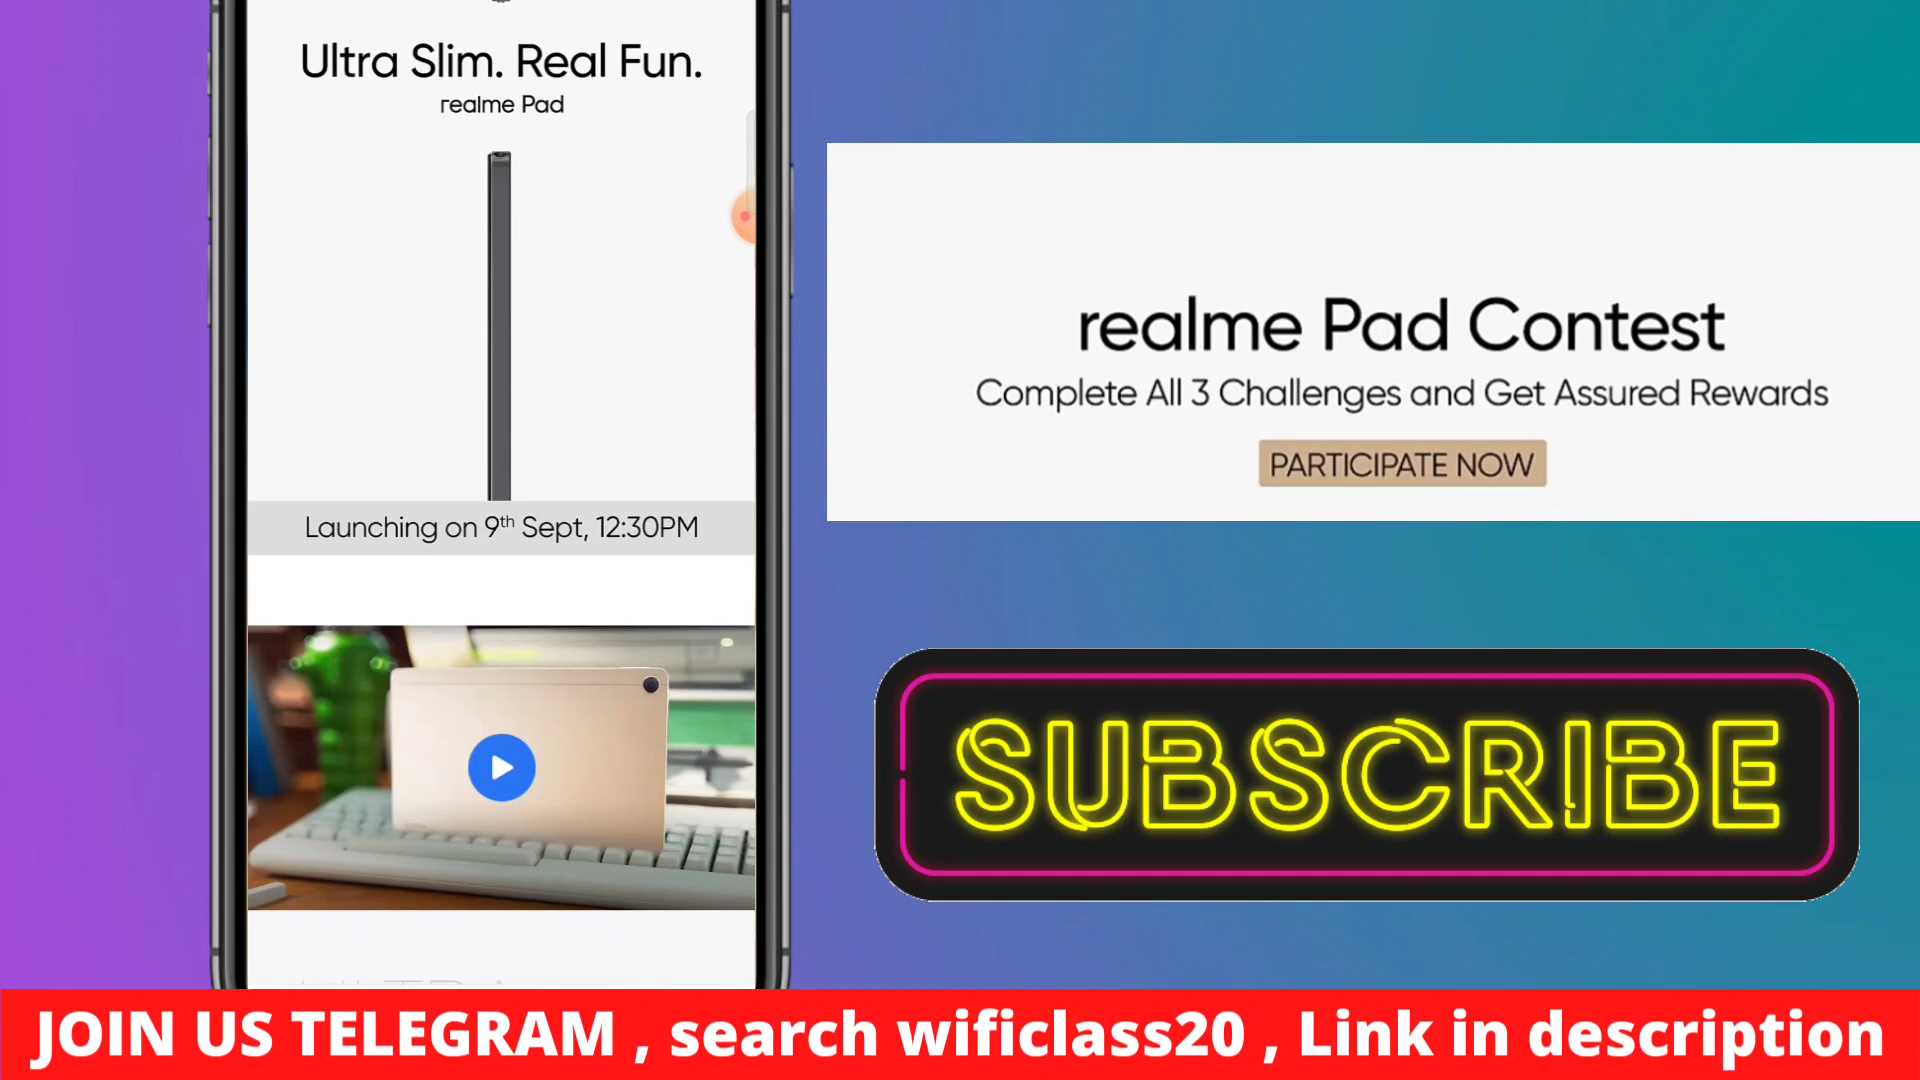 Ultra Slim. Real Fun.
realme Pad
Launching on 9th Sept, 12:30PM
realme Pad Contest
Complete All 3 Challenges and Get Assured Rewards
PARTICIPATE NOW
SUBSCRIBE
JOIN US TELEGRAM , search wificlass20 , Link in description